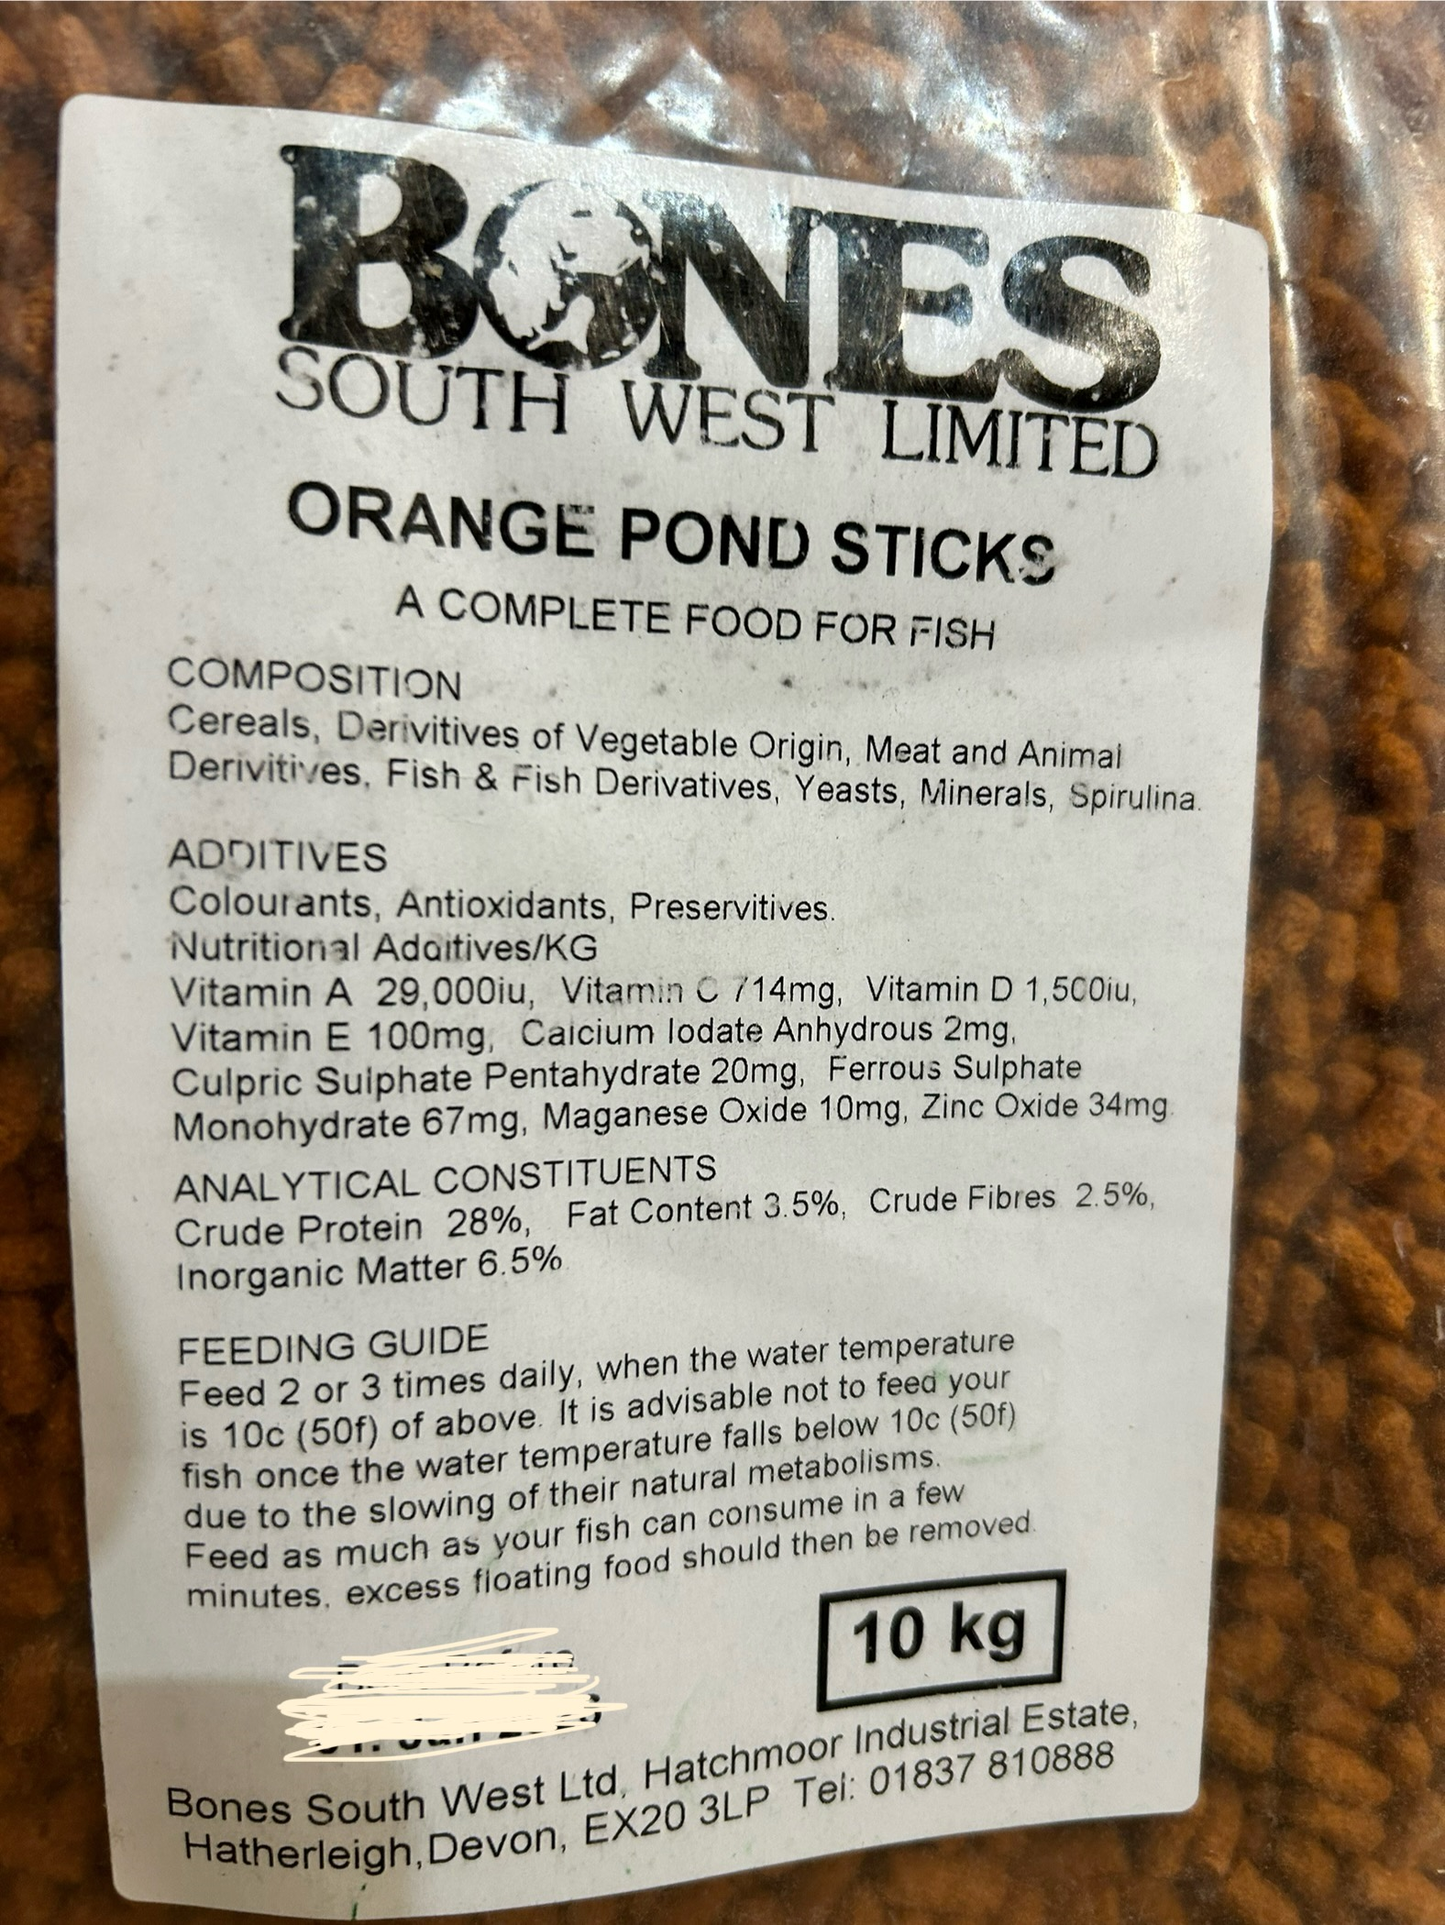 BONES
SOUTH WEST LIMITED
ORANGE POND STICKS
A COMPLETE FOOD FOR FISH
COMPOSITION
Cereals, Derivitives of Vegetable Origin, Meat and Animal
Derivitives, Fish & Fish Derivatives, Yeasts, Minerals, Spirulina.
ADDITIVES
Colourants, Antioxidants, Preservitives.
Nutritional Additives/KG
Vitamin A 29,000iu, Vitamin C 714mg, Vitamin D 1,500iu,
Vitamin E 100mg, Calcium Iodate Anhydrous 2mg,
Culpric Sulphate Pentahydrate 20mg, Ferrous Sulphate
Monohydrate 67mg, Maganese Oxide 10mg, Zinc Oxide 34mg.
ANALYTICAL CONSTITUENTS
Crude Protein 28%, Fat Content 3.5%, Crude Fibres 2.5%,
Inorganic Matter 6.5%
FEEDING GUIDE
Feed 2 or 3 times daily, when the water temperature
is 10c (50f) of above. It is advisable not to feed your
fish once the water temperature falls below 10c (50f)
due to the slowing of their natural metabolisms.
Feed as much as your fish can consume in a few
minutes, excess floating food should then be removed.
10 kg
Bones South West Ltd, Hatchmoor Industrial Estate,
Hatherleigh, Devon, EX20 3LP Tel: 01837 810888